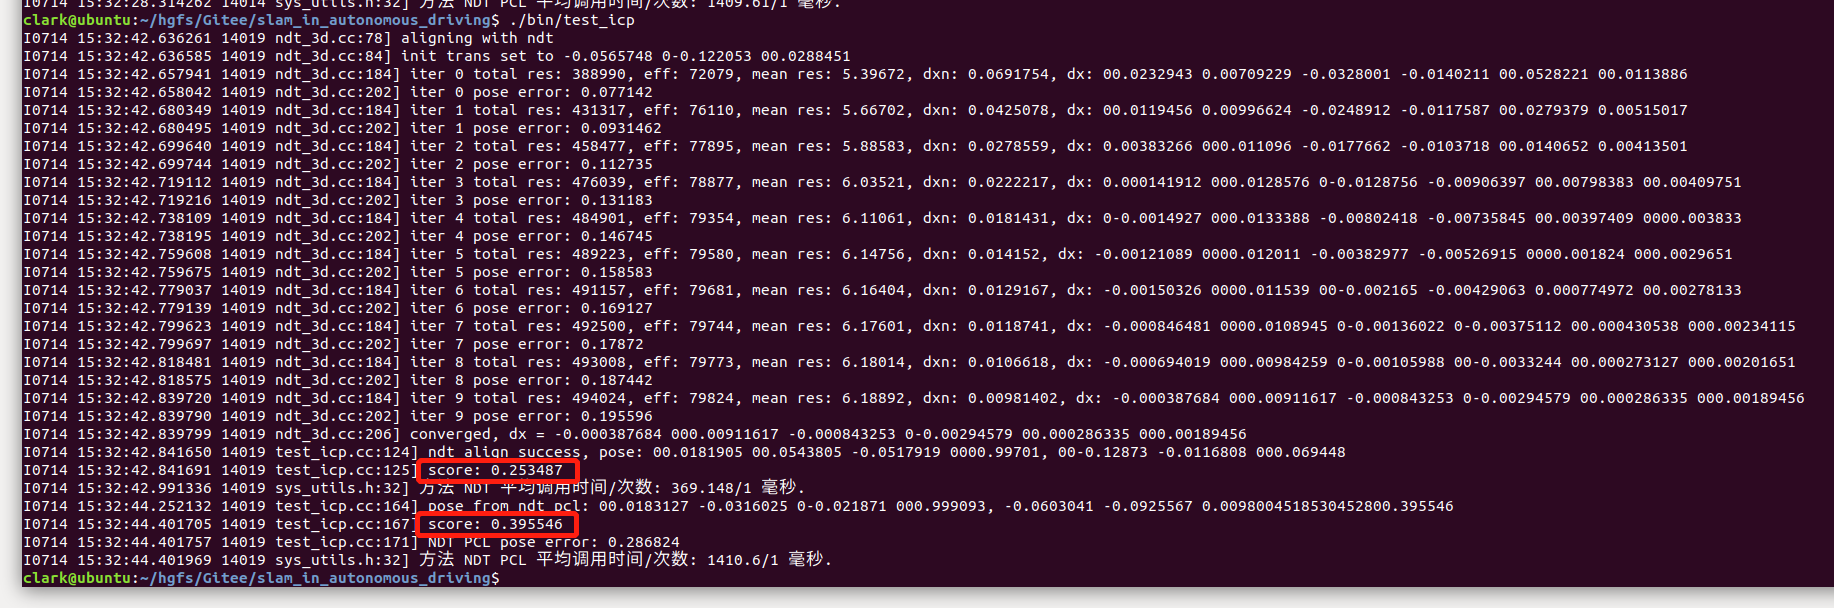 I0714 15:32:28.314262 14014 sys_utils.h:32] 方法 NDT PCL 平均调用时间/次数: 1409.61/1 毫秒.
clark@ubuntu:~/hgfs/Gitee/slam_in_autonomous_driving$ ./bin/test_icp
I0714 15:32:42.636261 14019 ndt_3d.cc:78] aligning with ndt
I0714 15:32:42.636585 14019 ndt_3d.cc:84] init trans set to -0.0565748 0-0.122053 00.0288451
I0714 15:32:42.657941 14019 ndt_3d.cc:184] iter 0 total res: 388990, eff: 72079, mean res: 5.39672, dxn: 0.0691754, dx: 00.0232943 0.00709229 -0.0328001 -0.0140211 00.0528221 00.0113886
I0714 15:32:42.658042 14019 ndt_3d.cc:202] iter 0 pose error: 0.077142
I0714 15:32:42.680349 14019 ndt_3d.cc:184] iter 1 total res: 431317, eff: 76110, mean res: 5.66702, dxn: 0.0425078, dx: 00.0119456 0.00996624 -0.0248912 -0.0117587 00.0279379 0.00515017
I0714 15:32:42.680495 14019 ndt_3d.cc:202] iter 1 pose error: 0.0931462
I0714 15:32:42.699640 14019 ndt_3d.cc:184] iter 2 total res: 458477, eff: 77895, mean res: 5.88583, dxn: 0.0278559, dx: 0.00383266 000.011096 -0.0177662 -0.0103718 00.0140652 0.00413501
I0714 15:32:42.699744 14019 ndt_3d.cc:202] iter 2 pose error: 0.112735
I0714 15:32:42.719112 14019 ndt_3d.cc:184] iter 3 total res: 476039, eff: 78877, mean res: 6.03521, dxn: 0.0222217, dx: 0.000141912 000.0128576 0-0.0128756 -0.00906397 00.00798383 00.00409751
I0714 15:32:42.719216 14019 ndt_3d.cc:202] iter 3 pose error: 0.131183
I0714 15:32:42.738109 14019 ndt_3d.cc:184] iter 4 total res: 484901, eff: 79354, mean res: 6.11061, dxn: 0.0181431, dx: 0-0.0014927 000.0133388 -0.00802418 -0.00735845 00.00397409 0000.003833
I0714 15:32:42.738195 14019 ndt_3d.cc:202] iter 4 pose error: 0.146745
I0714 15:32:42.759608 14019 ndt_3d.cc:184] iter 5 total res: 489223, eff: 79580, mean res: 6.14756, dxn: 0.014152, dx: -0.00121089 0000.012011 -0.00382977 -0.00526915 0000.001824 000.0029651
I0714 15:32:42.759675 14019 ndt_3d.cc:202] iter 5 pose error: 0.158583
I0714 15:32:42.779037 14019 ndt_3d.cc:184] iter 6 total res: 491157, eff: 79681, mean res: 6.16404, dxn: 0.0129167, dx: -0.00150326 0000.011539 00-0.002165 -0.00429063 0.000774972 00.00278133
I0714 15:32:42.779139 14019 ndt_3d.cc:202] iter 6 pose error: 0.169127
I0714 15:32:42.799623 14019 ndt_3d.cc:184] iter 7 total res: 492500, eff: 79744, mean res: 6.17601, dxn: 0.0118741, dx: -0.000846481 0000.0108945 0-0.00136022 0-0.00375112 00.000430538 000.00234115
I0714 15:32:42.799697 14019 ndt_3d.cc:202] iter 7 pose error: 0.17872
I0714 15:32:42.818481 14019 ndt_3d.cc:184] iter 8 total res: 493008, eff: 79773, mean res: 6.18014, dxn: 0.0106618, dx: -0.000694019 000.00984259 0-0.00105988 00-0.0033244 00.000273127 000.00201651
I0714 15:32:42.818575 14019 ndt_3d.cc:202] iter 8 pose error: 0.187442
I0714 15:32:42.839720 14019 ndt_3d.cc:184] iter 9 total res: 494024, eff: 79824, mean res: 6.18892, dxn: 0.00981402, dx: -0.000387684 000.00911617 -0.000843253 0-0.00294579 00.000286335 000.00189456
I0714 15:32:42.839790 14019 ndt_3d.cc:202] iter 9 pose error: 0.195596
I0714 15:32:42.839799 14019 ndt_3d.cc:206] converged, dx = -0.000387684 000.00911617 -0.000843253 0-0.00294579 00.000286335 000.00189456
I0714 15:32:42.841650 14019 test_icp.cc:124] ndt align success, pose: 00.0181905 00.0543805 -0.0517919 0000.99701, 00-0.12873 -0.0116808 000.069448
I0714 15:32:42.841691 14019 test_icp.cc:125] score: 0.253487
I0714 15:32:42.991336 14019 sys_utils.h:32] 方法 NDT 平均调用时间/次数: 369.148/1 毫秒.
I0714 15:32:44.252132 14019 test_icp.cc:164] pose from ndt pcl: 00.0183127 -0.0316025 0-0.021871 000.999093, -0.0603041 -0.0925567 0.0098004518530452800.395546
I0714 15:32:44.401705 14019 test_icp.cc:167] score: 0.395546
I0714 15:32:44.401757 14019 test_icp.cc:171] NDT PCL pose error: 0.286824
I0714 15:32:44.401969 14019 sys_utils.h:32] 方法 NDT PCL 平均调用时间/次数: 1410.6/1 毫秒.
clark@ubuntu:~/hgfs/Gitee/slam_in_autonomous_driving$